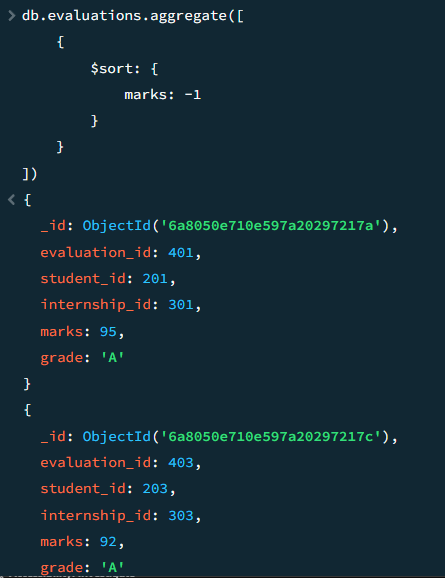 > db.evaluations.aggregate([
{
$sort: {
marks: -1
}
}
])
< {
_id: ObjectId('6a8050e710e597a20297217a'),
evaluation_id: 401,
student_id: 201,
internship_id: 301,
marks: 95,
grade: 'A'
}
{
_id: ObjectId('6a8050e710e597a20297217c'),
evaluation_id: 403,
student_id: 203,
internship_id: 303,
marks: 92,
grade: 'A'